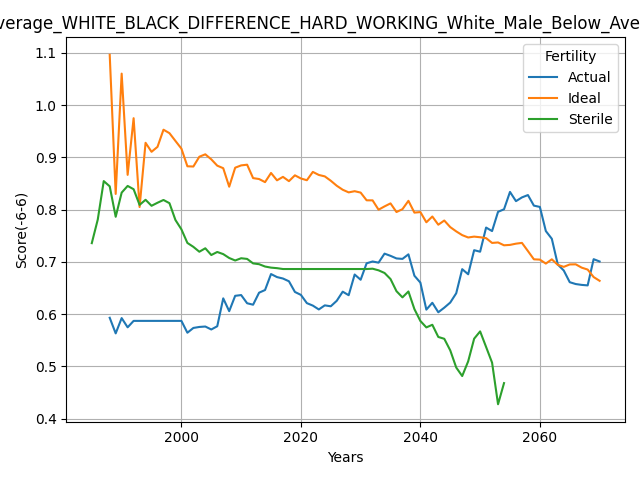 verage_WHITE_BLACK_DIFFERENCE_HARD_WORKING_White_Male_Below_Ave
Fertility
Actual
Ideal
Sterile
Score(-6-6)
1.1
1.0
0.9
0.8
0.7
0.6
0.5
0.4
2000 2020 2040 2060
Years